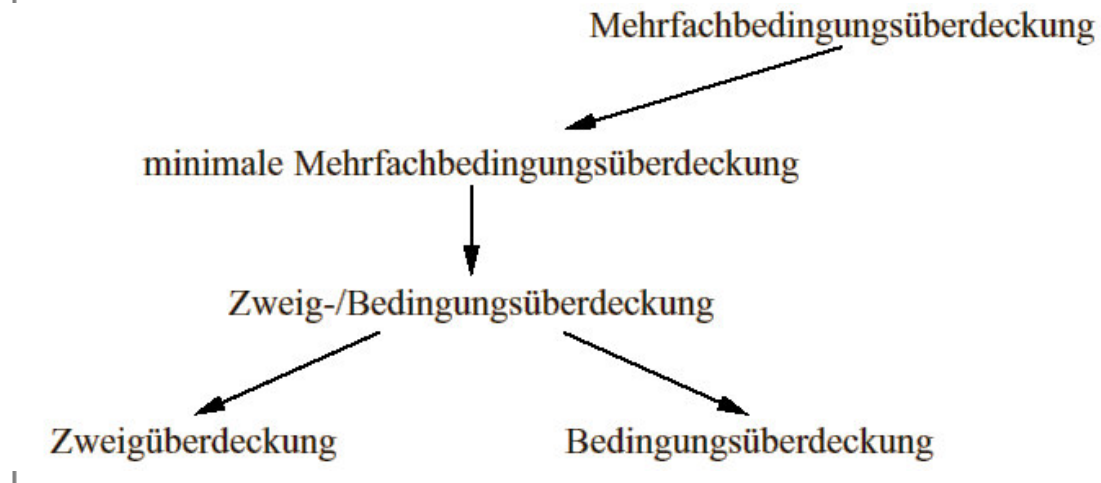 Mehrfachbedingungsüberdeckung
minimale Mehrfachbedingungsüberdeckung
Zweig-/Bedingungsüberdeckung
Zweigüberdeckung
Bedingungsüberdeckung